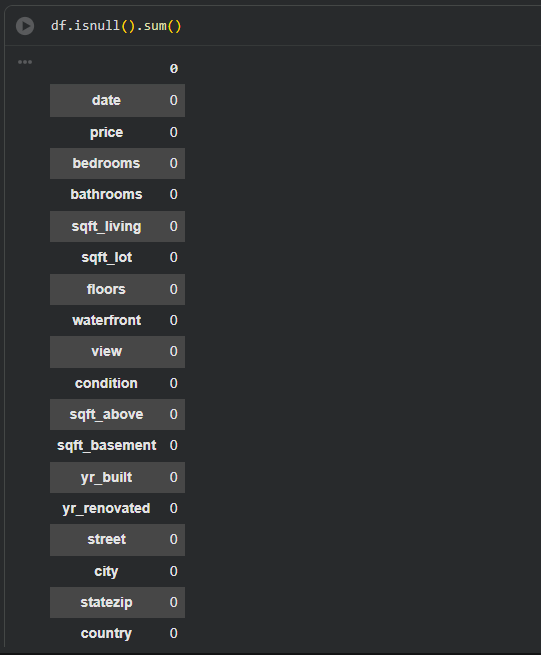 df.isnull().sum()
0
date 0
price 0
bedrooms 0
bathrooms 0
sqft_living 0
sqft_lot 0
floors 0
waterfront 0
view 0
condition 0
sqft_above 0
sqft_basement 0
yr_built 0
yr_renovated 0
street 0
city 0
statezip 0
country 0